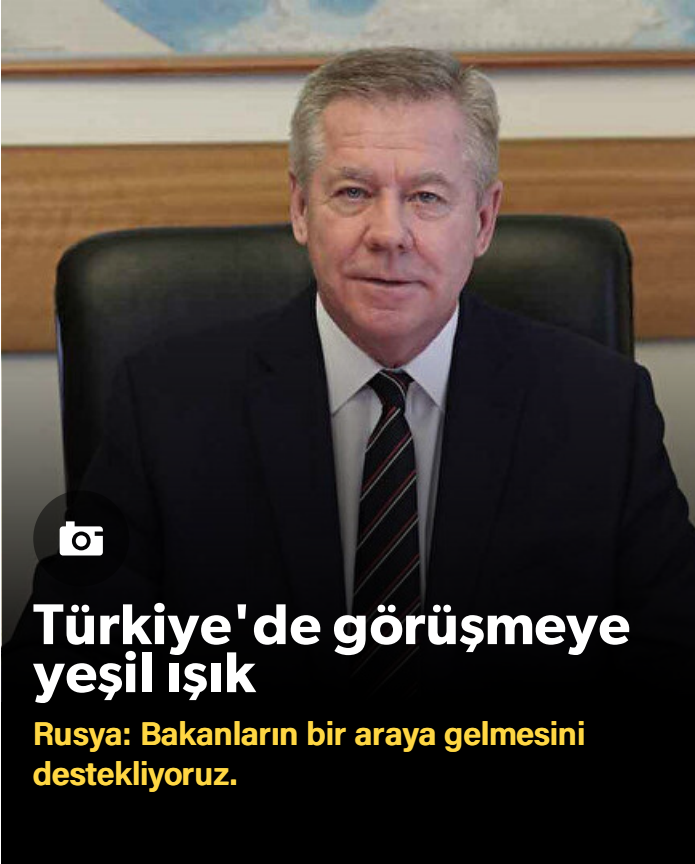 Türkiye'de görüşmeye
yeşil ışık
Rusya: Bakanların bir araya gelmesini
destekliyoruz.